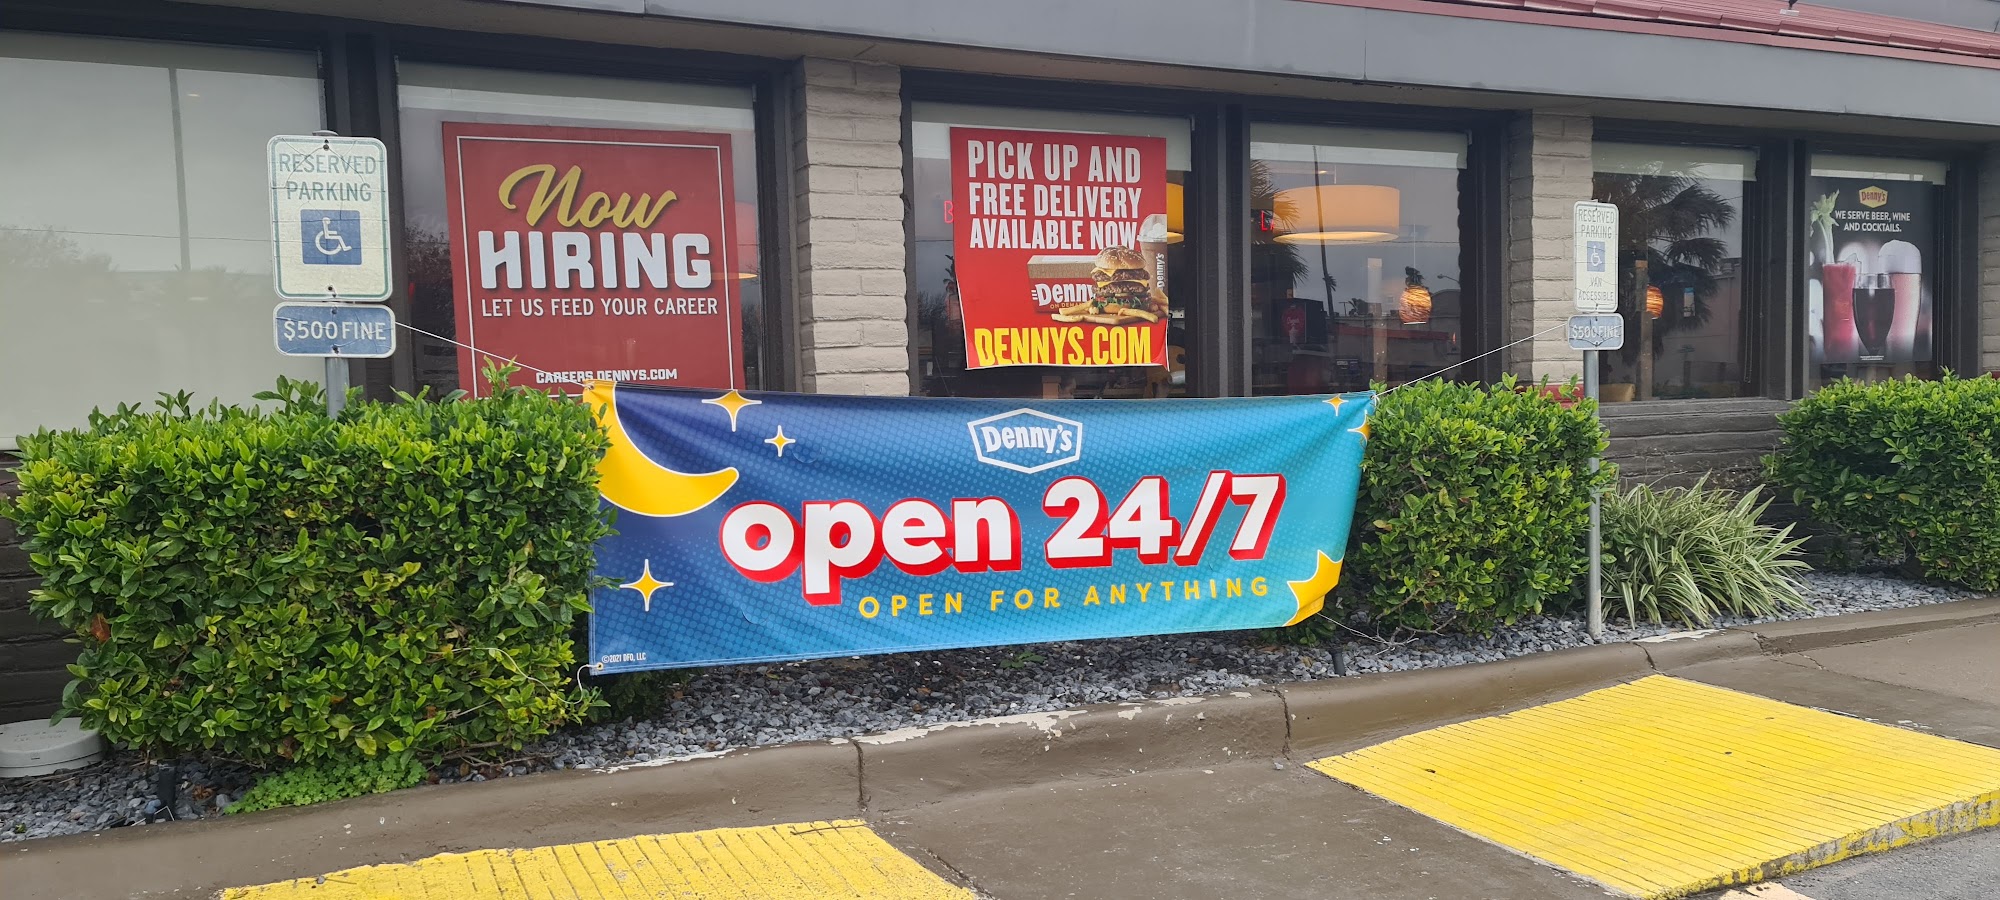 RESERVED
PARKING
$500 FINE
Now
HIRING
LET US FEED YOUR CAREER
CAREERS.DENNYS.COM
PICK UP AND
FREE DELIVERY
AVAILABLE NOW
Denny's
DENNYS.COM
Denny's
open 24/7
OPEN FOR ANYTHING
©2021 DFO, LLC
RESERVED
PARKING
VAN
ACCESSIBLE
$500 FINE
Denny's
WE SERVE BEER, WINE
AND COCKTAILS.